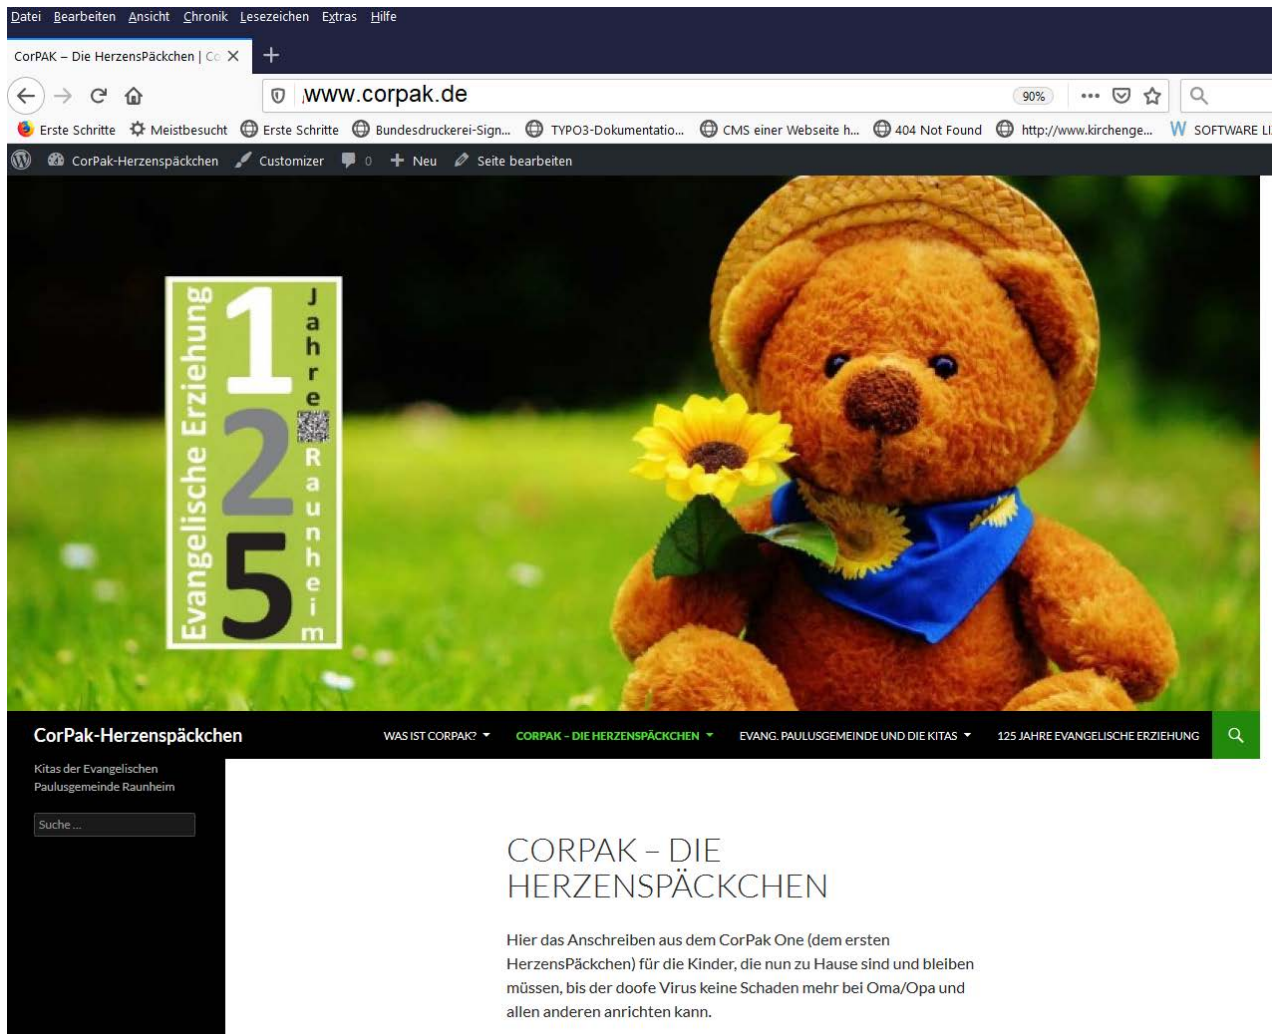 Datei Bearbeiten Ansicht Chronik Lesezeichen Extras Hilfe
CorPAK – Die HerzensPäckchen | Co
www.corpak.de
90%
Erste Schritte Meistbesucht Erste Schritte Bundesdruckerei-Sign... TYPO3-Dokumentatio... CMS einer Webseite h... 404 Not Found http://www.kirchenge... SOFTWARE LI
CorPak-Herzenspäckchen Customizer 0 Neu Seite bearbeiten
Evangelische Erziehung
125
Jahre
Raunheim
CorPak-Herzenspäckchen
WAS IST CORPAK? CORPAK – DIE HERZENSPÄCKCHEN EVANG. PAULUSGEMEINDE UND DIE KITAS 125 JAHRE EVANGELISCHE ERZIEHUNG
Kitas der Evangelischen
Paulusgemeinde Raunheim
Suche ...
CORPAK – DIE
HERZENSPÄCKCHEN
Hier das Anschreiben aus dem CorPak One (dem ersten
HerzensPäckchen) für die Kinder, die nun zu Hause sind und bleiben
müssen, bis der doofe Virus keine Schaden mehr bei Oma/Opa und
allen anderen anrichten kann.